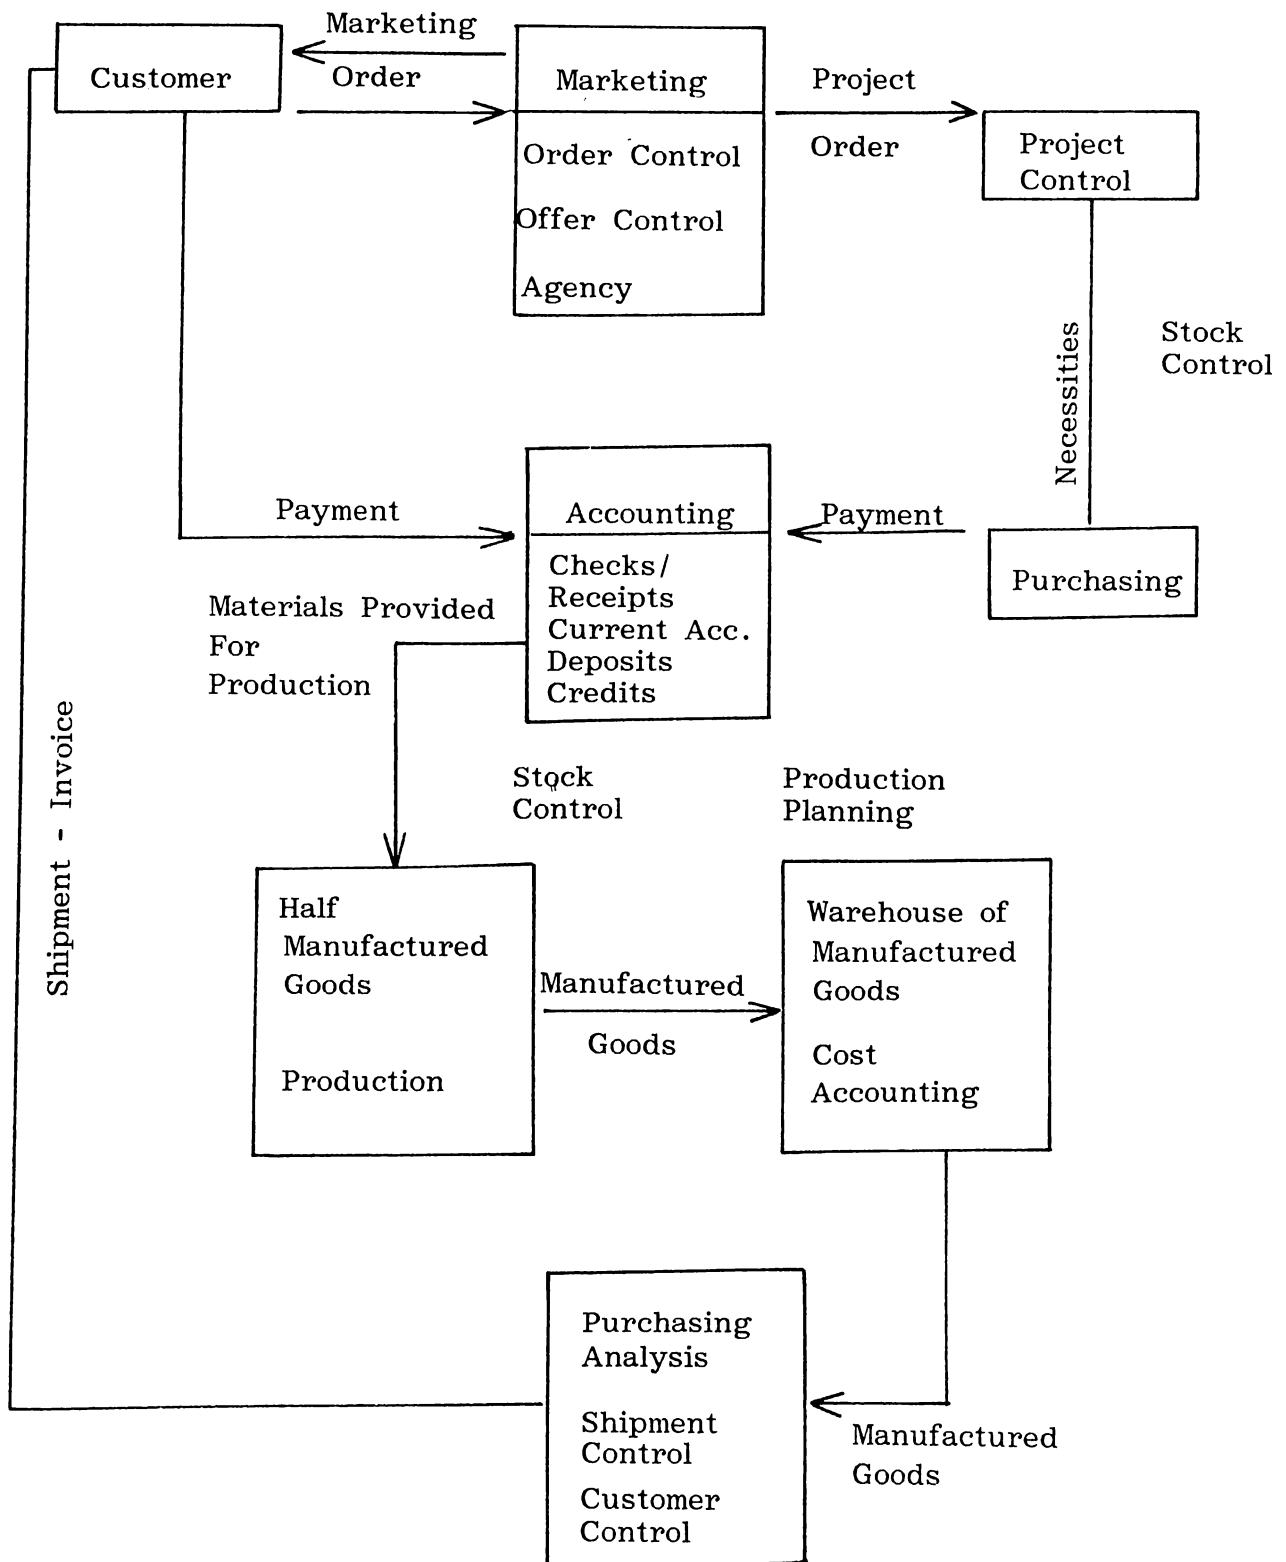 Marketing
Customer
Order
Marketing
Order Control
Offer Control
Agency
Project
Order
Project
Control
Necessities
Stock
Control
Payment
Accounting
Checks/
Receipts
Current Acc.
Deposits
Credits
Payment
Purchasing
Materials Provided
For
Production
Shipment - Invoice
Stock
Control
Production
Planning
Half
Manufactured
Goods
Production
Manufactured
Goods
Warehouse of
Manufactured
Goods
Cost
Accounting
Purchasing
Analysis
Shipment
Control
Customer
Control
Manufactured
Goods